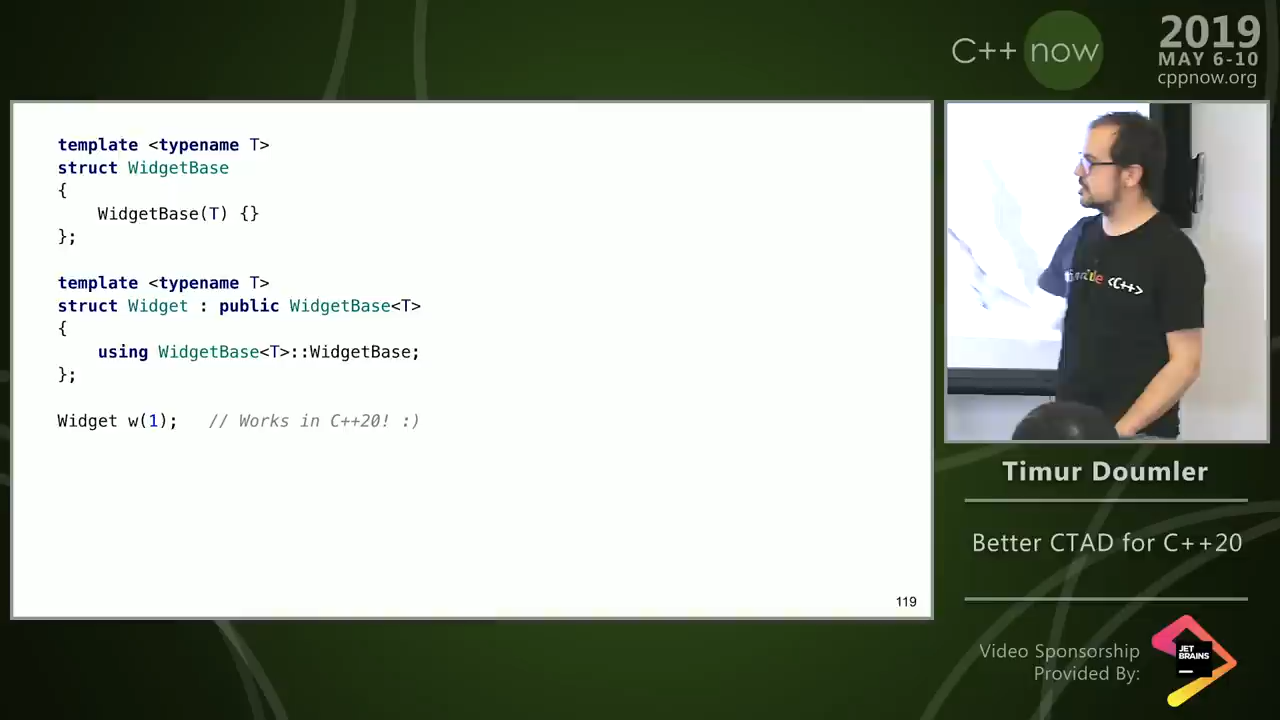 C++ now
2019
MAY 6-10
cppnow.org
template <typename T>
struct WidgetBase
{
    WidgetBase(T) {}
};
template <typename T>
struct Widget : public WidgetBase<T>
{
    using WidgetBase<T>::WidgetBase;
};
Widget w(1);   // Works in C++20! :)
119
<C++>
Timur Doumler
Better CTAD for C++20
Video Sponsorship
Provided By:
JET
BRAINS